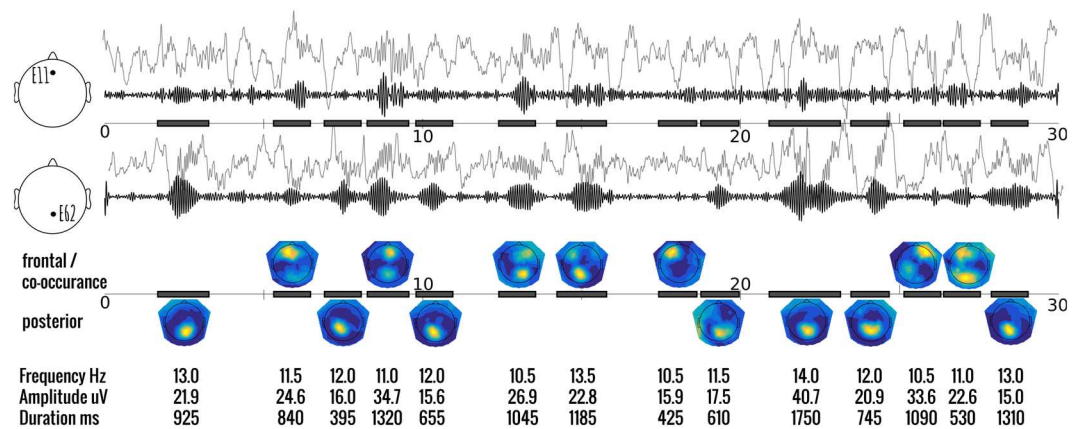 E11
0 10 20 30
E62
frontal /
co-occurance
10 20
0 30
posterior
Frequency Hz 13.0 11.5 12.0 11.0 12.0 10.5 13.5 10.5 11.5 14.0 12.0 10.5 11.0 13.0
Amplitude uV 21.9 24.6 16.0 34.7 15.6 26.9 22.8 15.9 17.5 40.7 20.9 33.6 22.6 15.0
Duration ms 925 840 395 1320 655 1045 1185 425 610 1750 745 1090 530 1310